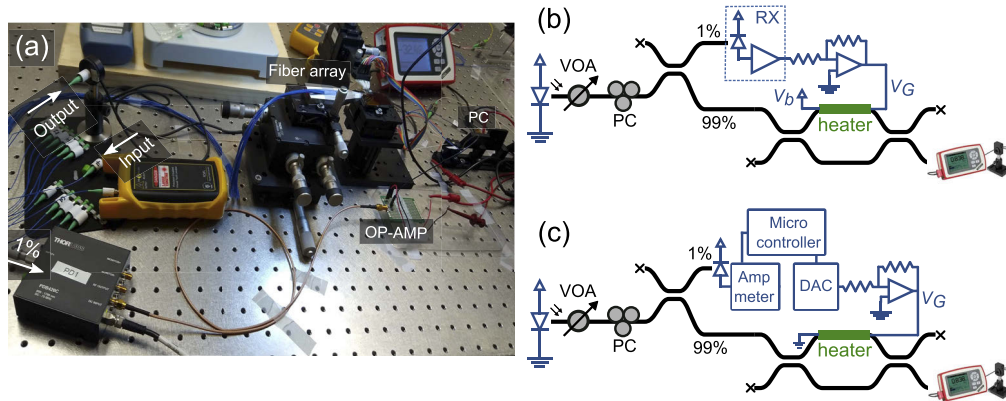 (a)
Output
Input
Fiber array
PC
OP-AMP
1%
THORLABS
PD1
(b)
VOA
PC
1%
99%
RX
V_b
V_G
heater
(c)
VOA
PC
1%
99%
Micro
controller
Amp
meter
DAC
V_G
heater